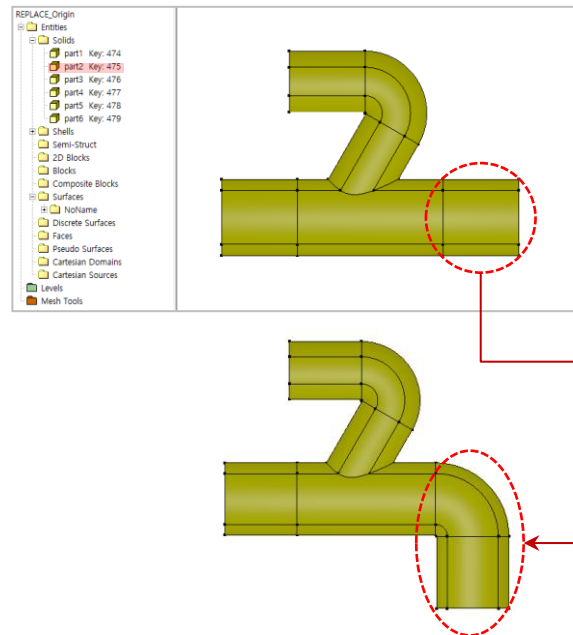 REPLACE_Origin
Entities
Solids
part1 Key: 474
part2 Key: 475
part3 Key: 476
part4 Key: 477
part5 Key: 478
part6 Key: 479
Shells
Semi-Struct
2D Blocks
Blocks
Composite Blocks
Surfaces
NoName
Discrete Surfaces
Faces
Pseudo Surfaces
Cartesian Domains
Cartesian Sources
Levels
Mesh Tools